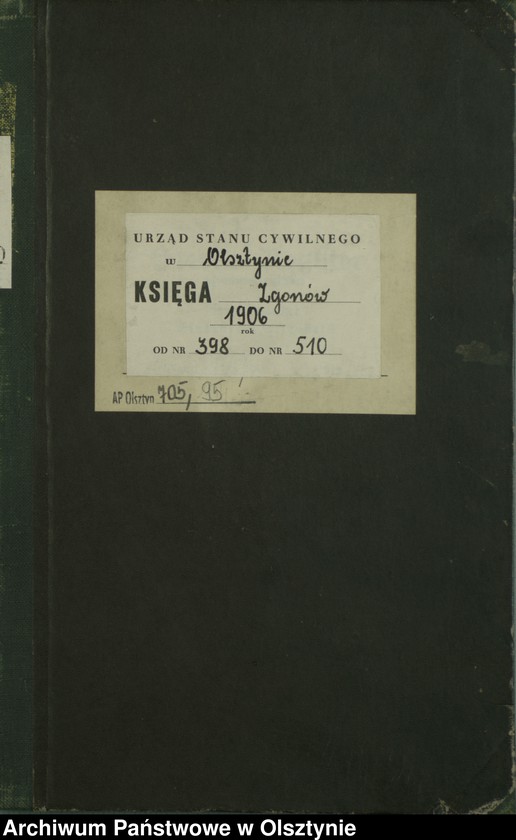 URZĄD STANU CYWILNEGO
w Olsztynie
KSIĘGA Zgonów
1906
rok
OD NR 398 DO NR 510
AP Olsztyn 705, 95
Archiwum Państwowe w Olsztynie